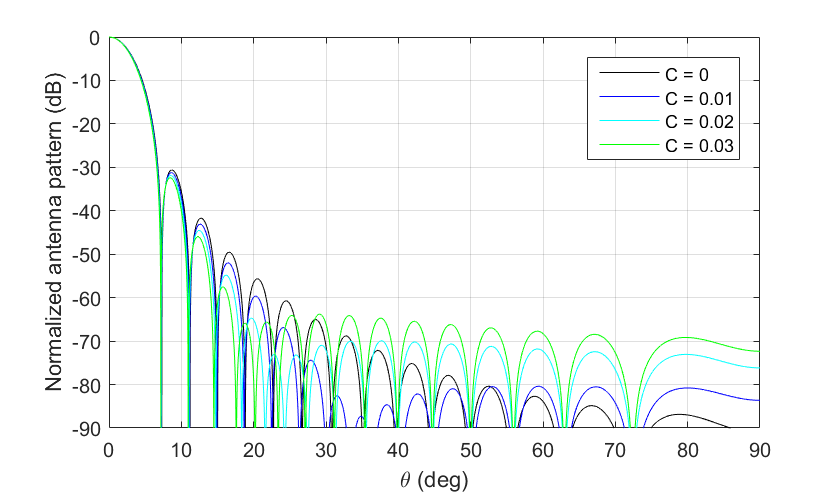 Normalized antenna pattern (dB)
0
-10
-20
-30
-40
-50
-60
-70
-80
-90
C = 0
C = 0.01
C = 0.02
C = 0.03
0 10 20 30 40 50 60 70 80 90
θ (deg)